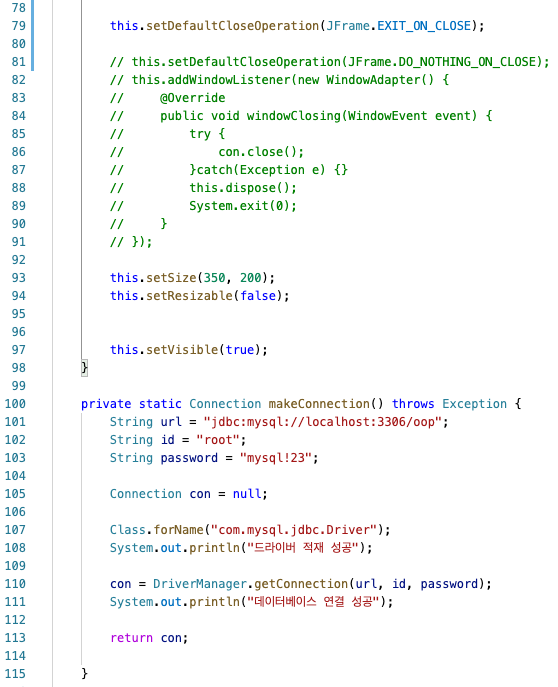 78
79 this.setDefaultCloseOperation(JFrame.EXIT_ON_CLOSE);
80
81 // this.setDefaultCloseOperation(JFrame.DO_NOTHING_ON_CLOSE);
82 // this.addWindowListener(new WindowAdapter() {
83 //     @Override
84 //     public void windowClosing(WindowEvent event) {
85 //         try {
86 //             con.close();
87 //         }catch(Exception e) {}
88 //         this.dispose();
89 //         System.exit(0);
90 //     }
91 // });
92
93 this.setSize(350, 200);
94 this.setResizable(false);
95
96
97 this.setVisible(true);
98 }
99
100 private static Connection makeConnection() throws Exception {
101 String url = "jdbc:mysql://localhost:3306/oop";
102 String id = "root";
103 String password = "mysql!23";
104
105 Connection con = null;
106
107 Class.forName("com.mysql.jdbc.Driver");
108 System.out.println("드라이버 적재 성공");
109
110 con = DriverManager.getConnection(url, id, password);
111 System.out.println("데이터베이스 연결 성공");
112
113 return con;
114
115 }